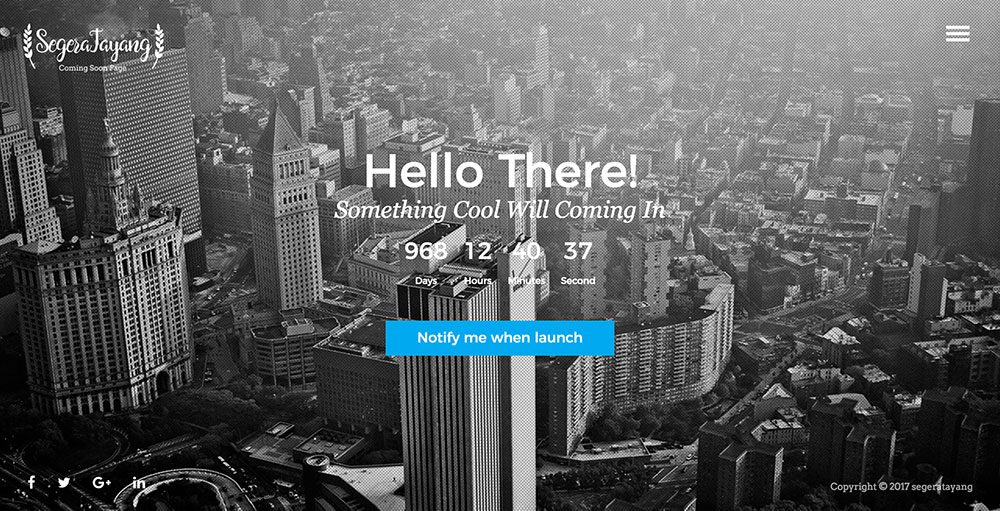 SegeraTayang
Coming Soon Page
Hello There!
Something Cool Will Coming In
968 12 40 37
Days Hours Minutes Second
Notify me when launch
f G+ in
Copyright © 2017 segeratayang